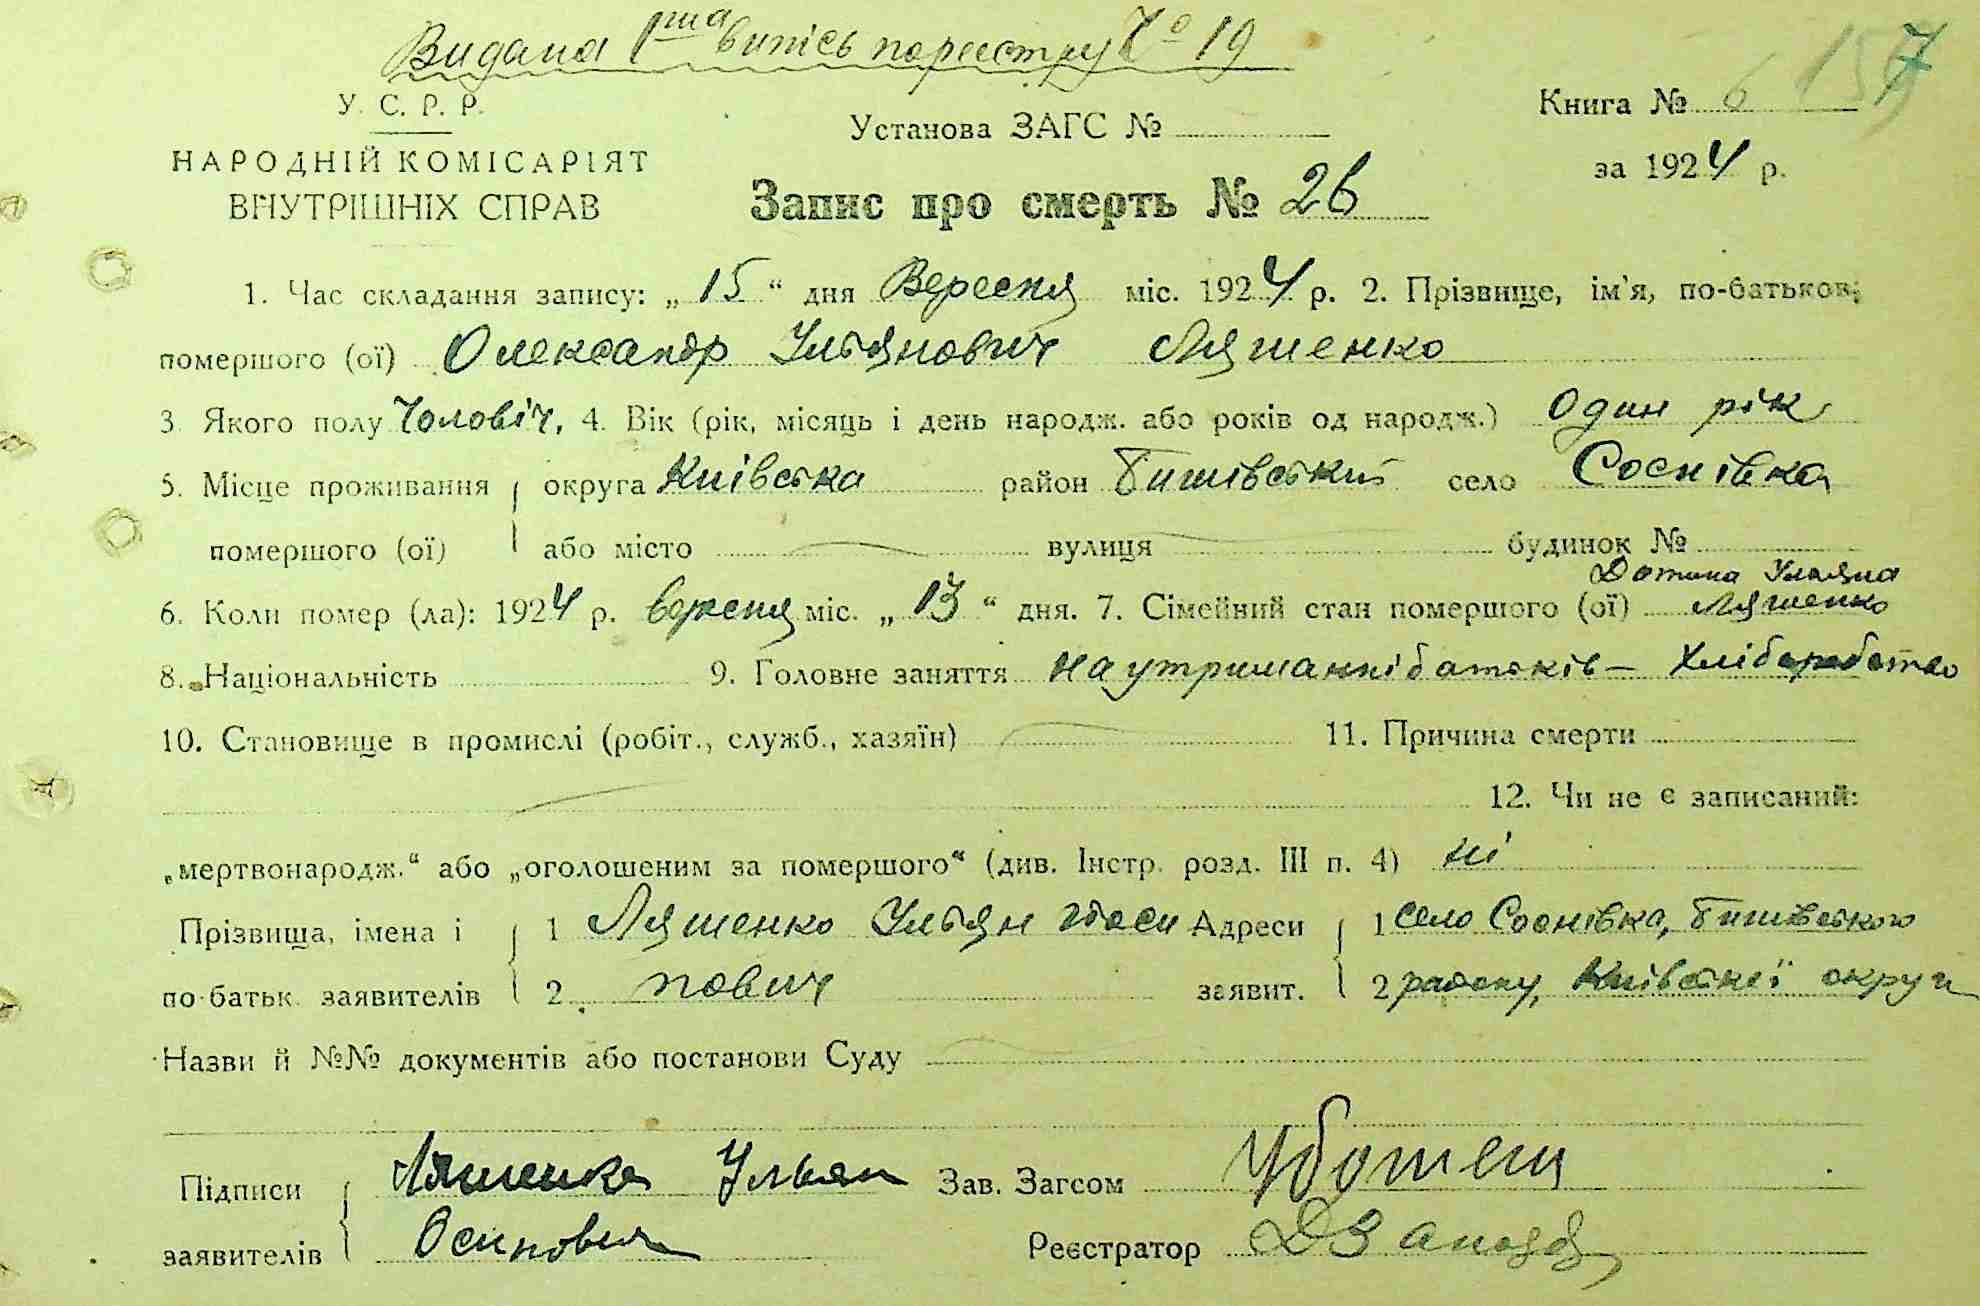 Видана 1ша випісь пореестру № 19
У. С. Р. Р.
НАРОДНІЙ КОМІСАРІЯТ
ВНУТРІШНІХ СПРАВ
Установа ЗАГС №
Запис про смерть № 26
Книга № 6
за 1924 р.
1. Час складання запису: „ 15 “ дня Вересня міс. 1924 р. 2. Прізвище, ім'я, по-батькові
помершого (ої) Олександр Ульянович Ляшенко
3. Якого полу Чоловіч. 4. Вік (рік, місяць і день народж. або років од народж.) Один рік
5. Місце проживання округа Київська район Бишівський село Соснівка
помершого (ої) або місто вулиця будинок №
Дотина Ульяна
6. Коли помер (ла): 1924 р. вересня міс. „ 13 “ дня. 7. Сімейний стан помершого (ої) Ляшенко
8. Національність 9. Головне заняття на утриманні батьків – хліборобство
10. Становище в промислі (робіт., служб., хазяїн) 11. Причина смерти
12. Чи не є записаний:
„мертвонародж.“ або „оголошеним за помершого“ (див. Інстр. розд. III п. 4) ні
Прізвища, імена і 1 Ляшенко Ульян Йоси Адреси 1 село Соснівка, Бишівського
по-батьк. заявителів 2 пович заявит. 2 району, Київської округи
Назви й №№ документів або постанови Суду
Підписи Ляшенко Ульян Зав. Загсом
заявителів Осипович Реєстратор